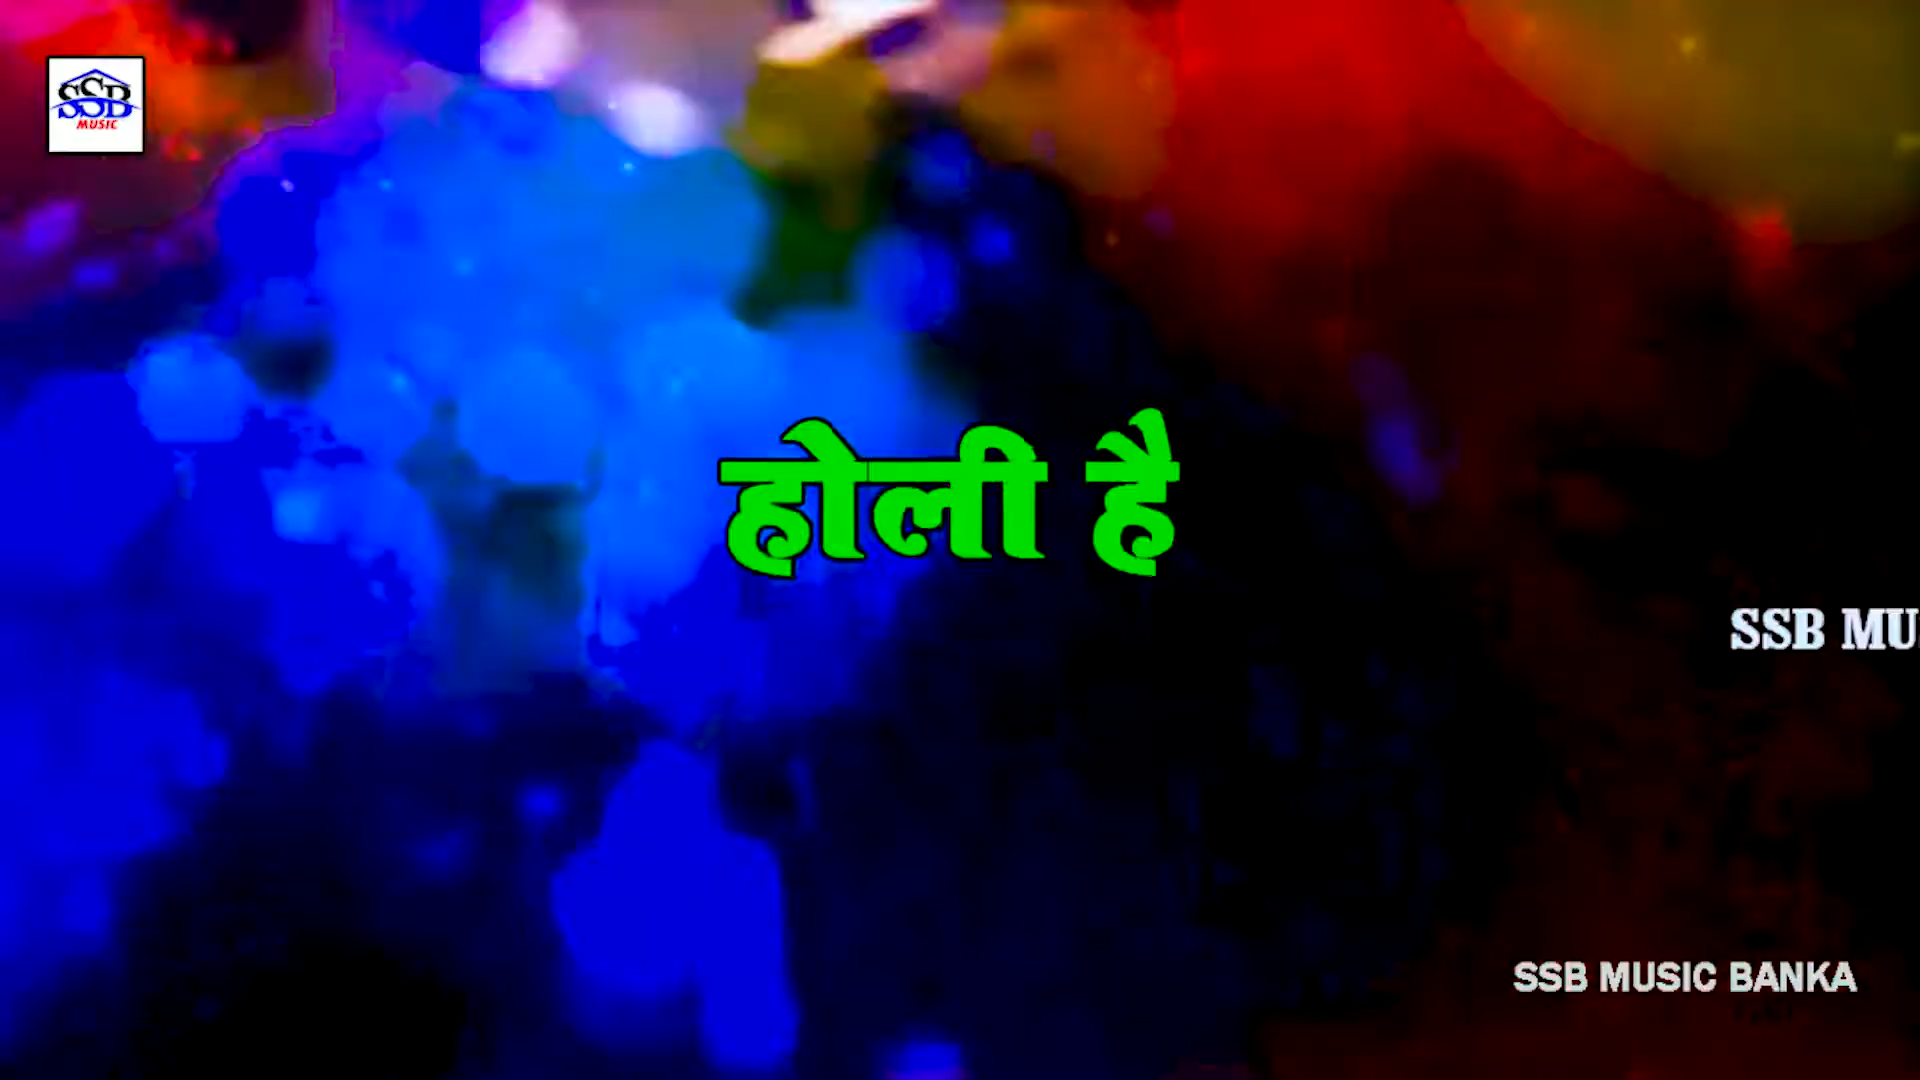 SSB
MUSIC
होली है
SSB MU
SSB MUSIC BANKA